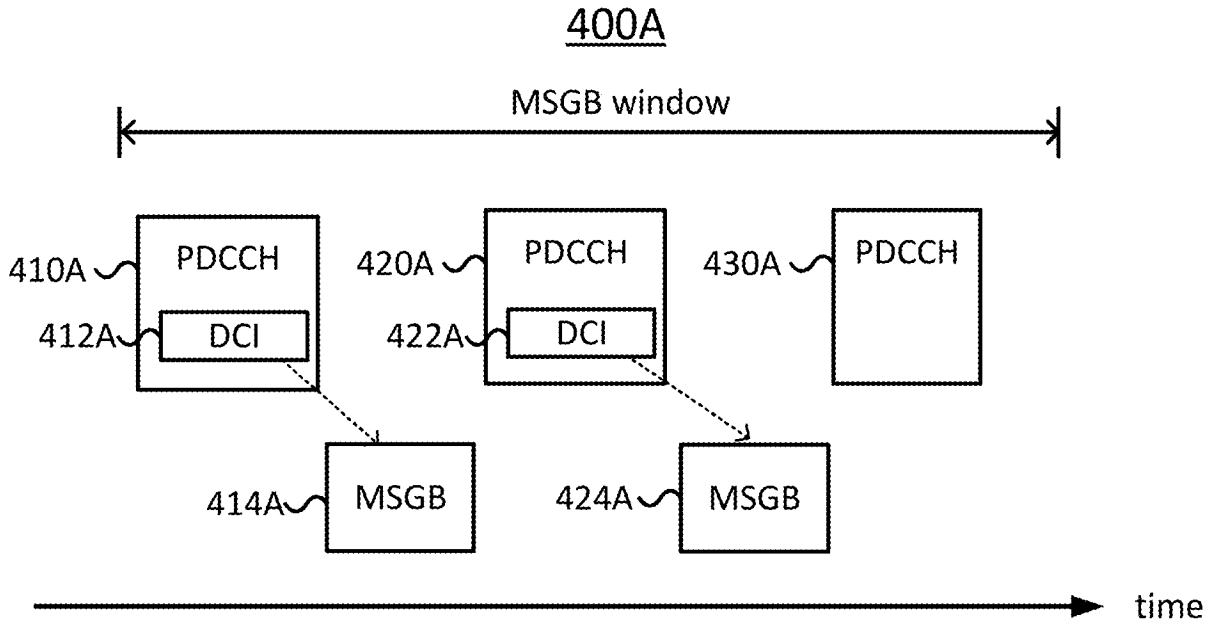 400A
MSGB window
410A
PDCCH
420A
PDCCH
430A
PDCCH
412A
DCI
422A
DCI
414A
MSGB
424A
MSGB
time